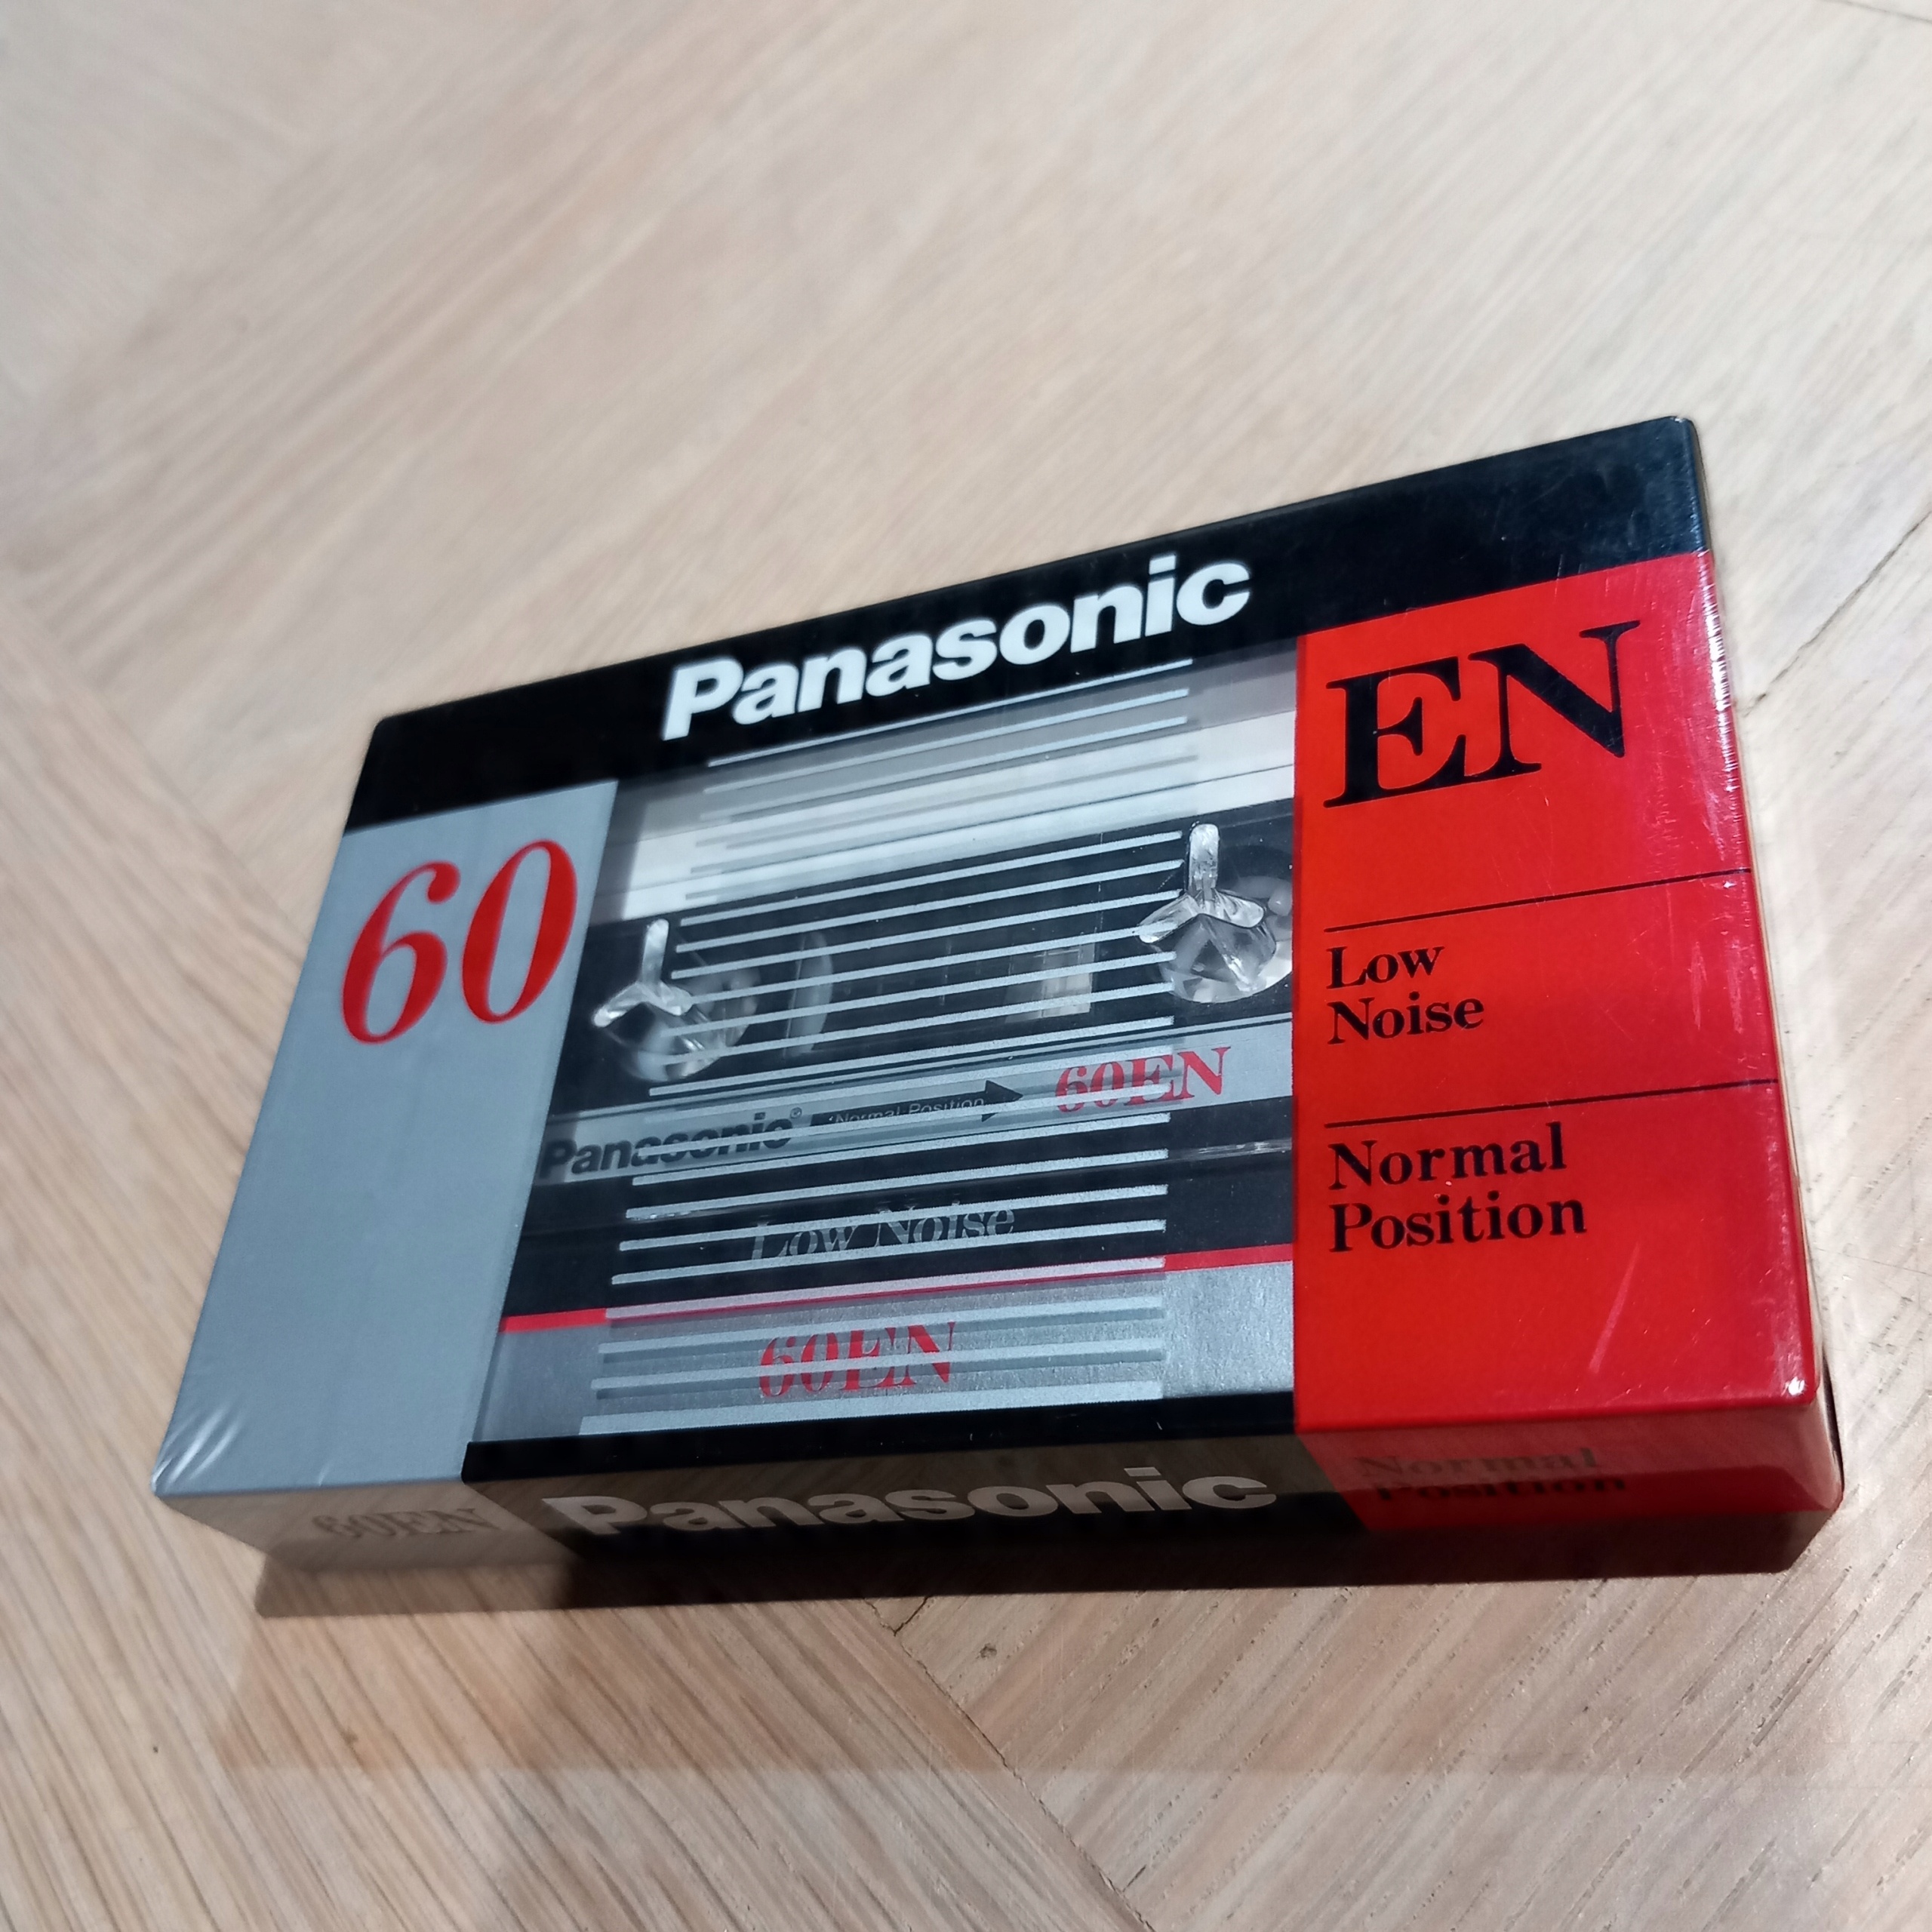 Panasonic
60
EN
Low
Noise
Normal
Position
Panasonic Normal Position 60EN
Low Noise
60EN
60EN Panasonic Normal
Position